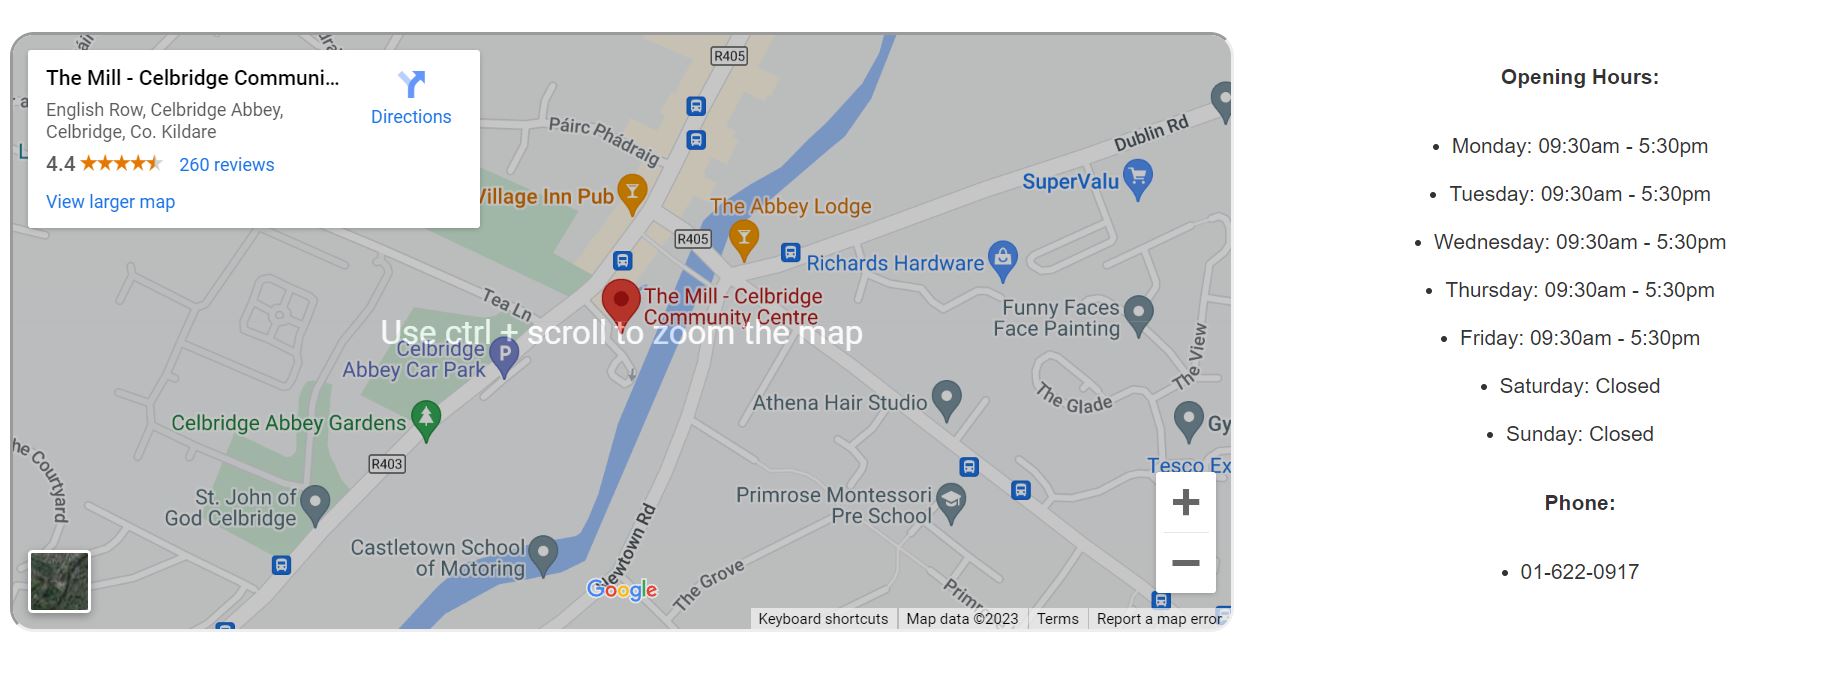 The Mill - Celbridge Communi...
English Row, Celbridge Abbey,
Celbridge, Co. Kildare
4.4
260 reviews
View larger map
Directions
R405
Páirc Phádraig
Dublin Rd
SuperValu
Village Inn Pub
The Abbey Lodge
R405
Richards Hardware
Tea Ln
The Mill - Celbridge
Community Centre
Funny Faces
Face Painting
Use ctrl + scroll to zoom the map
Celbridge
Abbey Car Park
P
The View
The Glade
Athena Hair Studio
Celbridge Abbey Gardens
Gy
R403
Tesco Ex
he Courtyard
St. John of
God Celbridge
Primrose Montessori
Pre School
Newtown Rd
Castletown School
of Motoring
The Grove
Primr
Google
Keyboard shortcuts
Map data ©2023
Terms
Report a map error
Opening Hours:
• Monday: 09:30am - 5:30pm
• Tuesday: 09:30am - 5:30pm
• Wednesday: 09:30am - 5:30pm
• Thursday: 09:30am - 5:30pm
• Friday: 09:30am - 5:30pm
• Saturday: Closed
• Sunday: Closed
Phone:
• 01-622-0917